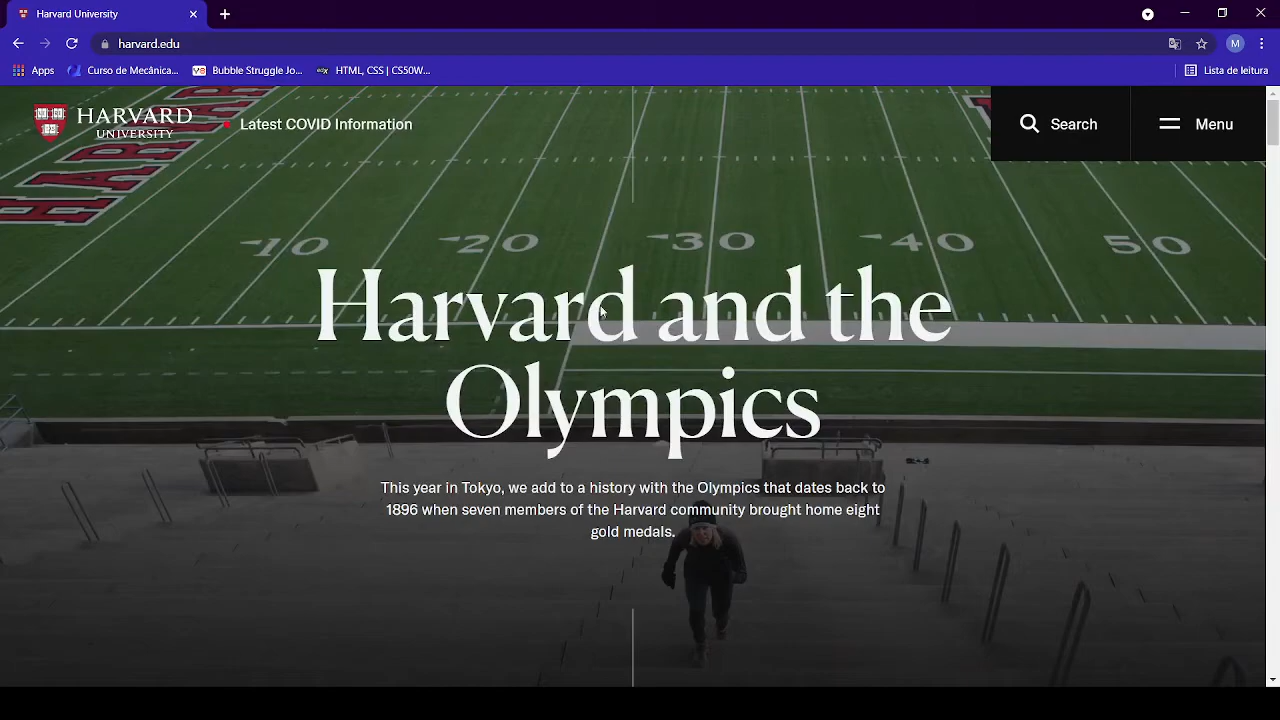 Harvard University
harvard.edu
M
Apps
Curso de Mecânica...
Bubble Struggle Jo...
edX
HTML, CSS | CS50W...
Lista de leitura
HARVARD
UNIVERSITY
Latest COVID Information
Search
Menu
HARVARD
HARVARD
10 20 30 40 50
Harvard and the
Olympics
This year in Tokyo, we add to a history with the Olympics that dates back to
1896 when seven members of the Harvard community brought home eight
gold medals.